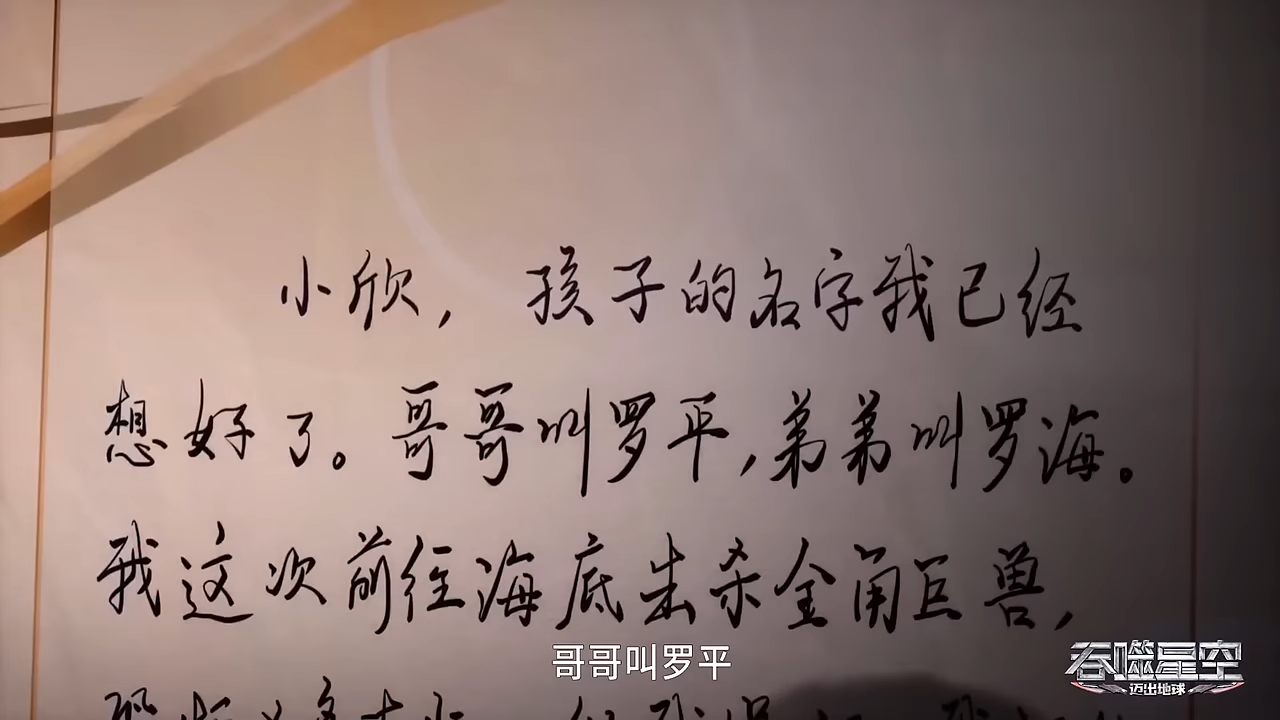 小欣，孩子的名字我已经
想好了。哥哥叫罗平，弟弟叫罗海。
我这次前往海底击杀金角巨兽，
哥哥叫罗平
吞噬星空
迈出地球